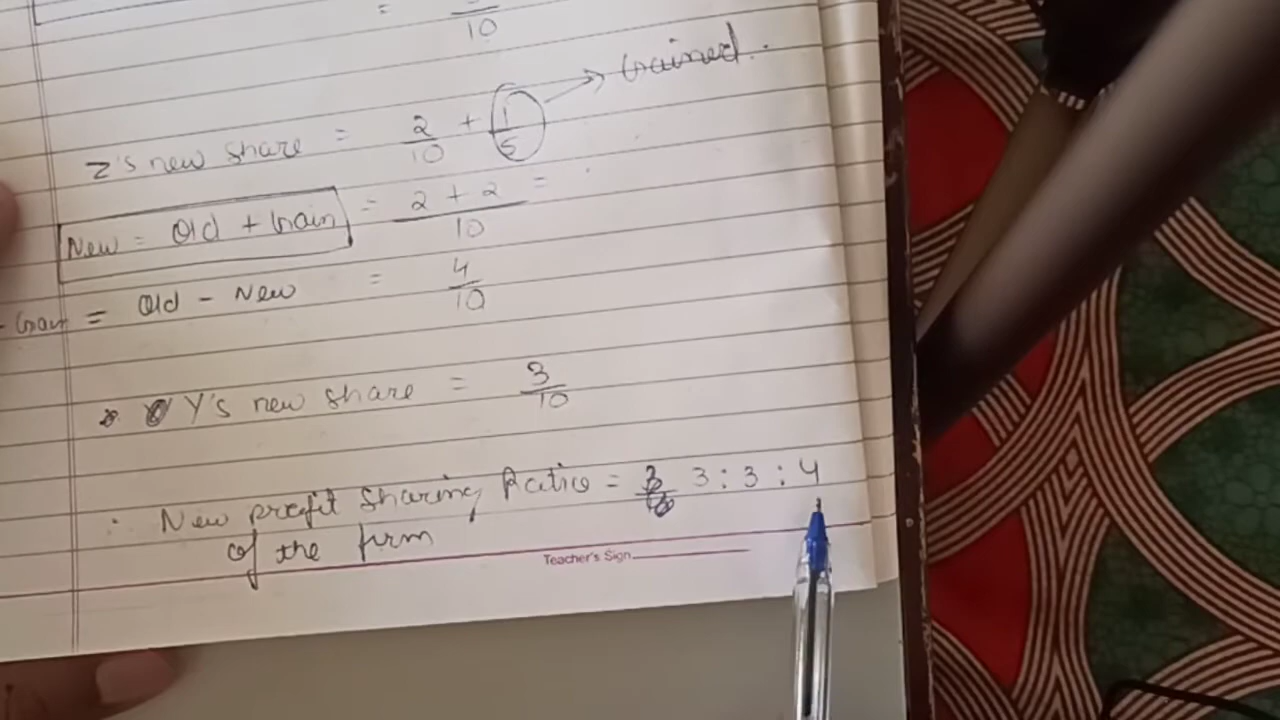 = 10
Z's new share = 2/10 + 1/5 → Gained.
New = Old + Gain = 2 + 2 / 10 =
Gain = Old - New = 4/10
Y's new share = 3/10
∴ New profit sharing Ratio = 3 : 3 : 4
of the firm
Teacher's Sign